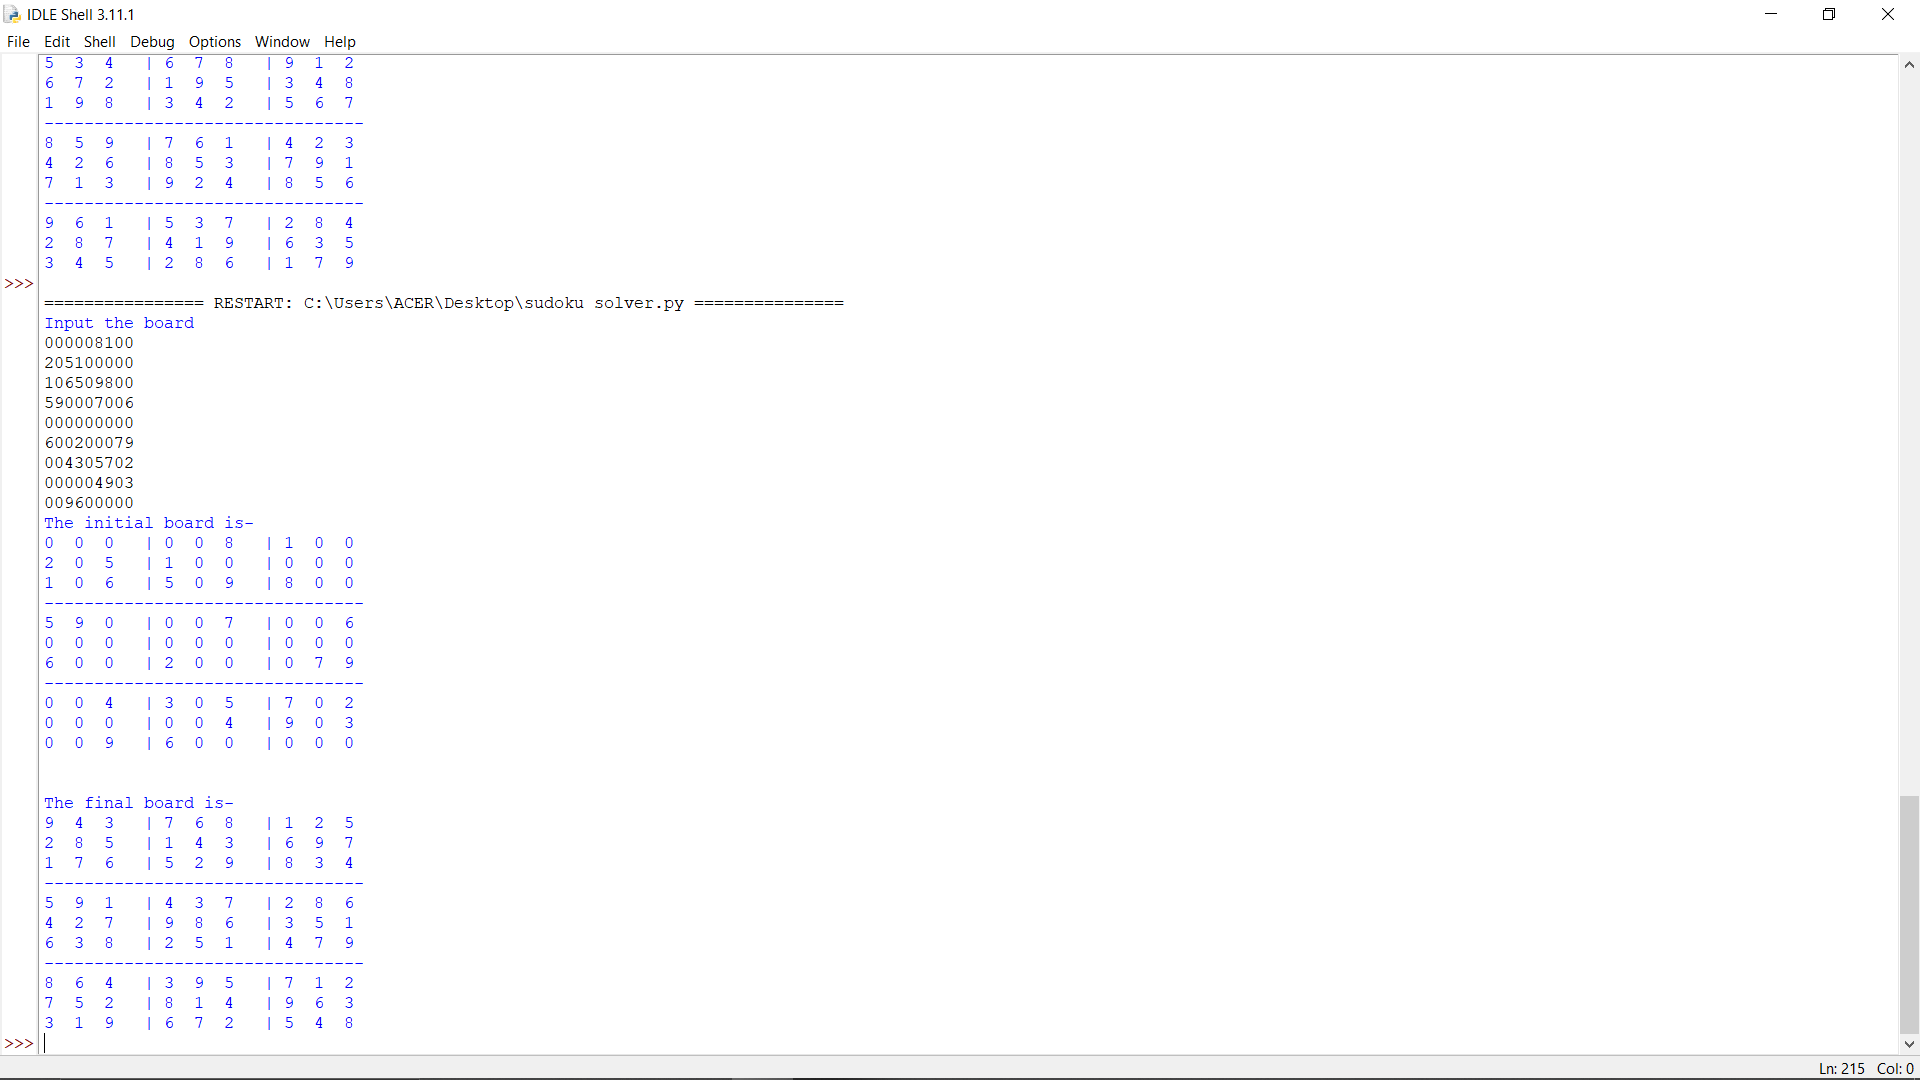 IDLE Shell 3.11.1
File Edit Shell Debug Options Window Help
5 3 4 | 6 7 8 | 9 1 2
6 7 2 | 1 9 5 | 3 4 8
1 9 8 | 3 4 2 | 5 6 7
--------------------------------
8 5 9 | 7 6 1 | 4 2 3
4 2 6 | 8 5 3 | 7 9 1
7 1 3 | 9 2 4 | 8 5 6
--------------------------------
9 6 1 | 5 3 7 | 2 8 4
2 8 7 | 4 1 9 | 6 3 5
3 4 5 | 2 8 6 | 1 7 9
>>>
================ RESTART: C:\Users\ACER\Desktop\sudoku solver.py ===============
Input the board
000008100
205100000
106509800
590007006
000000000
600200079
004305702
000004903
009600000
The initial board is-
0 0 0 | 0 0 8 | 1 0 0
2 0 5 | 1 0 0 | 0 0 0
1 0 6 | 5 0 9 | 8 0 0
--------------------------------
5 9 0 | 0 0 7 | 0 0 6
0 0 0 | 0 0 0 | 0 0 0
6 0 0 | 2 0 0 | 0 7 9
--------------------------------
0 0 4 | 3 0 5 | 7 0 2
0 0 0 | 0 0 4 | 9 0 3
0 0 9 | 6 0 0 | 0 0 0
The final board is-
9 4 3 | 7 6 8 | 1 2 5
2 8 5 | 1 4 3 | 6 9 7
1 7 6 | 5 2 9 | 8 3 4
--------------------------------
5 9 1 | 4 3 7 | 2 8 6
4 2 7 | 9 8 6 | 3 5 1
6 3 8 | 2 5 1 | 4 7 9
--------------------------------
8 6 4 | 3 9 5 | 7 1 2
7 5 2 | 8 1 4 | 9 6 3
3 1 9 | 6 7 2 | 5 4 8
>>>
Ln: 215 Col: 0